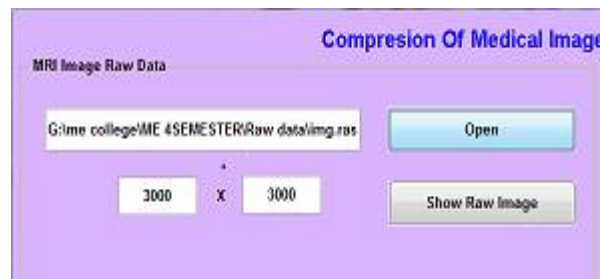 Compresion Of Medical Image
MRI Image Raw Data
G:\me college\ME 4SEMESTER\Raw data\img.ras Open
3000 X 3000 Show Raw Image